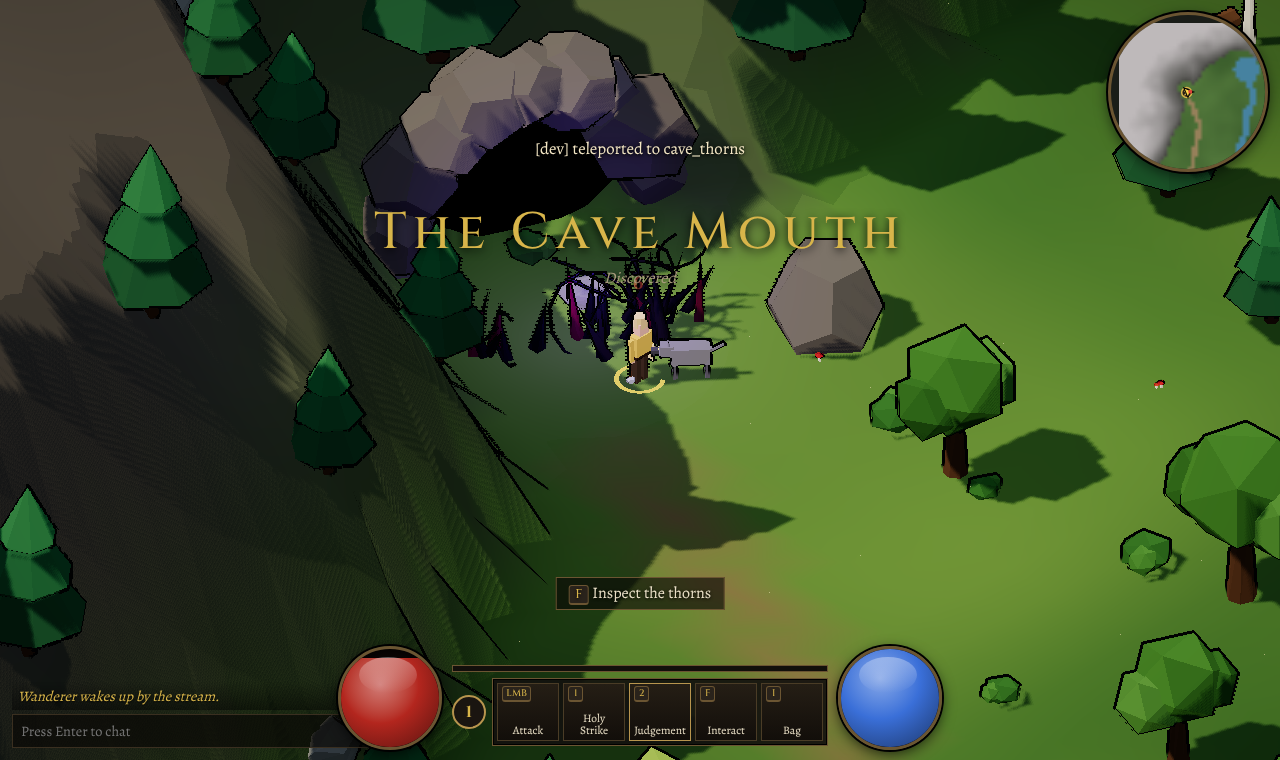 [dev] teleported to cave_thorns
The Cave Mouth
Discovered
F Inspect the thorns
Wanderer wakes up by the stream.
Press Enter to chat
1
LMB Attack
1 Holy Strike
2 Judgement
F Interact
I Bag